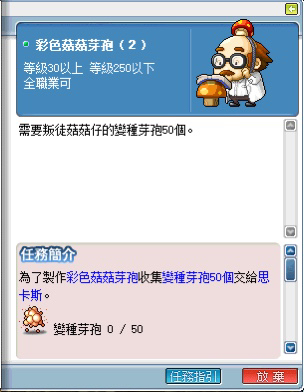 彩色菇菇芽孢(2)
等級30以上 等級250以下
全職業可
需要叛徒菇菇仔的變種芽孢50個。
任務簡介
為了製作彩色菇菇芽孢收集變種芽孢50個交給思
卡斯。
變種芽孢 0 / 50
任務指引
放棄